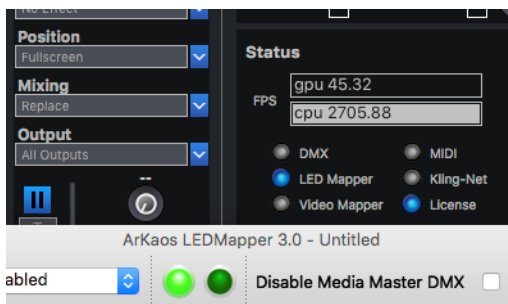 No Effect
Position
Fullscreen
Mixing
Replace
Output
All Outputs
--
Status
FPS
gpu 45.32
cpu 2705.88
DMX
MIDI
LED Mapper
Kling-Net
Video Mapper
License
ArKaos LEDMapper 3.0 - Untitled
abled
Disable Media Master DMX